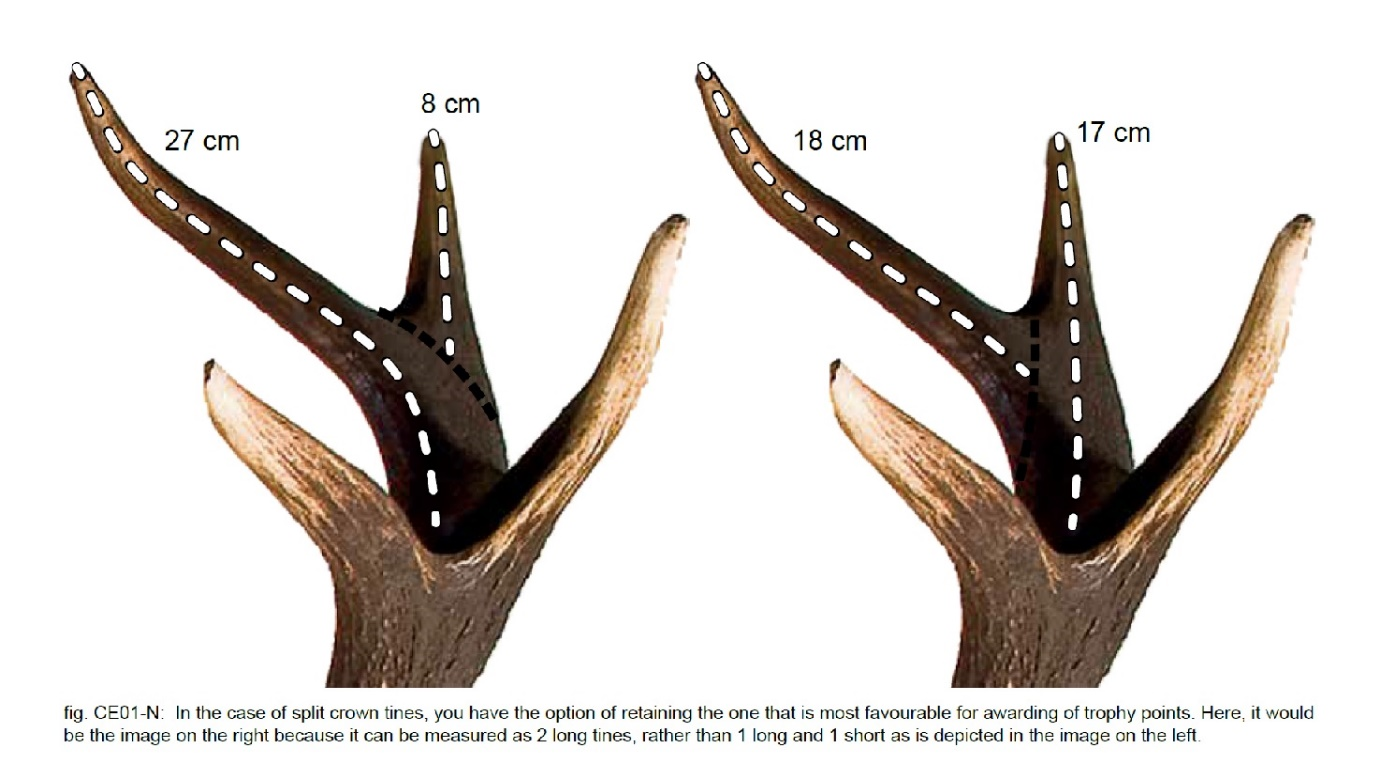 8 cm
27 cm
18 cm
17 cm
fig. CE01-N:  In the case of split crown tines, you have the option of retaining the one that is most favourable for awarding of trophy points. Here, it would
be the image on the right because it can be measured as 2 long tines, rather than 1 long and 1 short as is depicted in the image on the left.